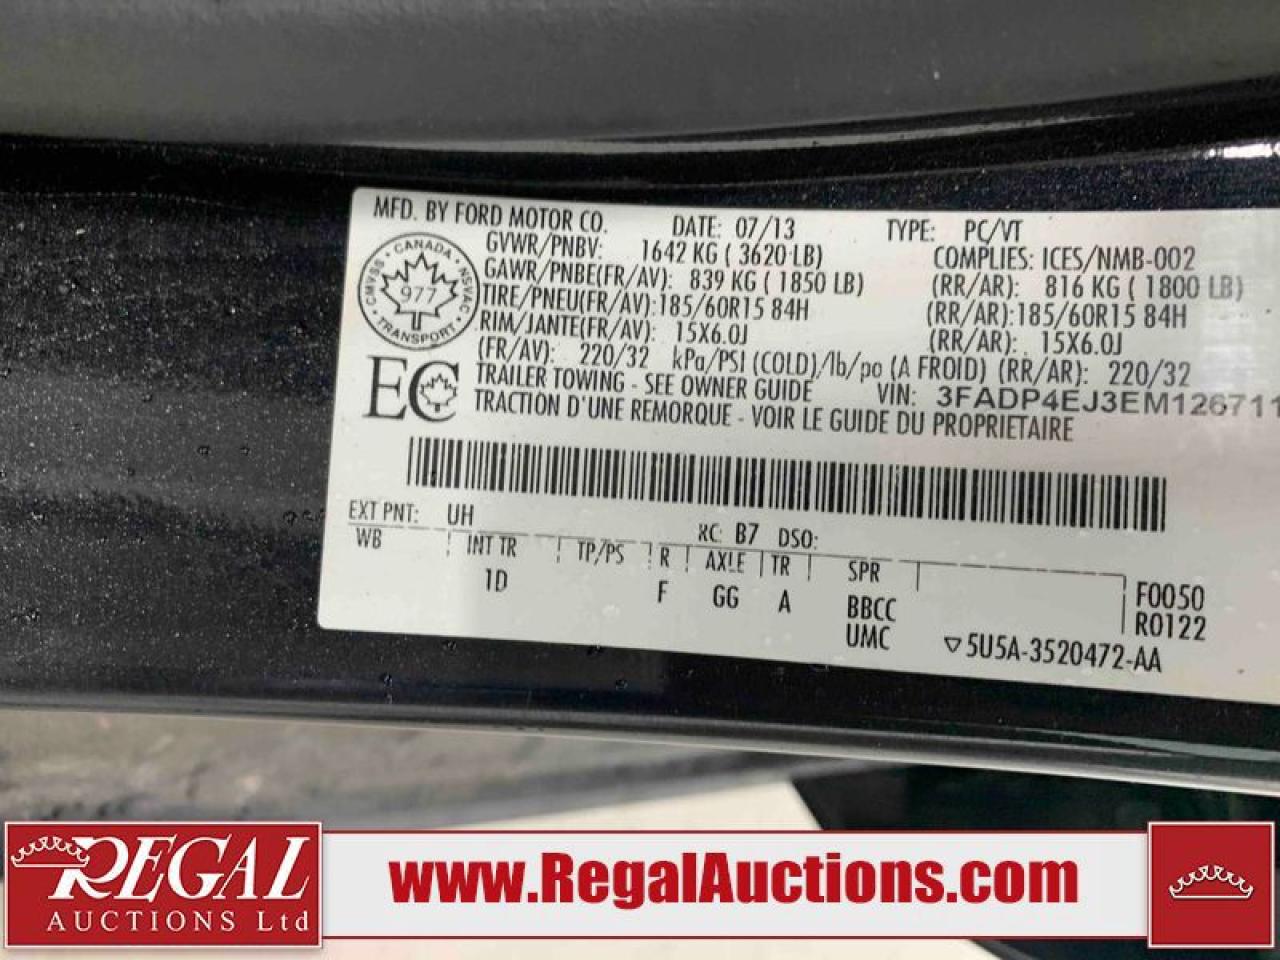 MFD. BY FORD MOTOR CO. DATE: 07/13 TYPE: PC/VT
GVWR/PNBV: 1642 KG ( 3620 LB) COMPLIES: ICES/NMB-002
GAWR/PNBE(FR/AV): 839 KG ( 1850 LB) (RR/AR): 816 KG ( 1800 LB)
TIRE/PNEU(FR/AV): 185/60R15 84H (RR/AR): 185/60R15 84H
RIM/JANTE(FR/AV): 15X6.0J (RR/AR): 15X6.0J
(FR/AV): 220/32 kPa/PSI (COLD)/lb/po (A FROID) (RR/AR): 220/32
TRAILER TOWING - SEE OWNER GUIDE VIN: 3FADP4EJ3EM126711
TRACTION D'UNE REMORQUE - VOIR LE GUIDE DU PROPRIETAIRE
CANADA
CMVSS 977 NSVAC
TRANSPORT
EC
EXT PNT: UH RC: B7 DSO:
WB INT TR TP/PS R AXLE TR SPR
1D F GG A BBCC F0050
UMC R0122
▽5U5A-3520472-AA
REGAL
AUCTIONS Ltd
www.RegalAuctions.com